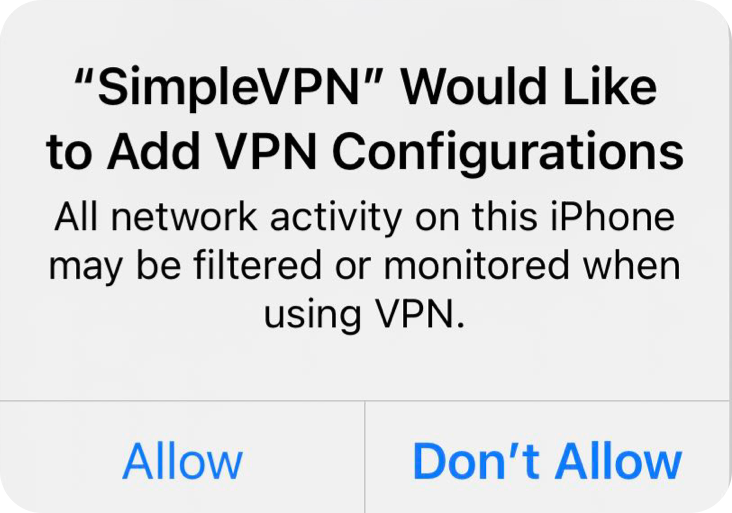 “SimpleVPN” Would Like
to Add VPN Configurations
All network activity on this iPhone
may be filtered or monitored when
using VPN.
Allow
Don’t Allow